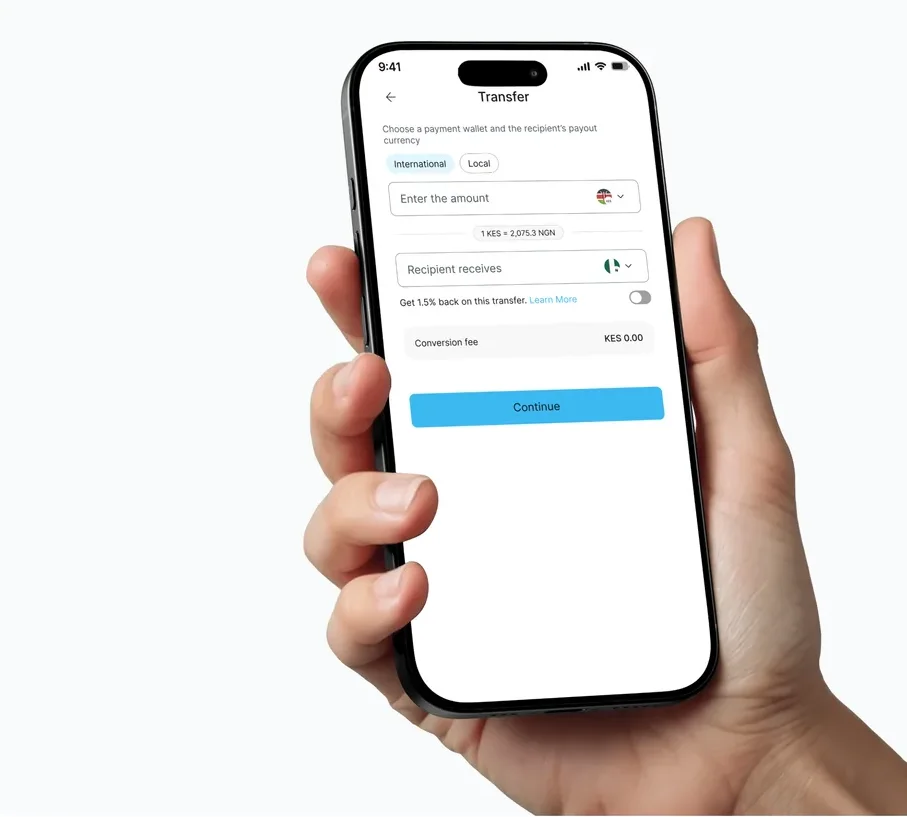 9:41
Transfer
Choose a payment wallet and the recipient's payout
currency
International
Local
Enter the amount
1 KES = 2,075.3 NGN
Recipient receives
Get 1.5% back on this transfer. Learn More
Conversion fee
KES 0.00
Continue